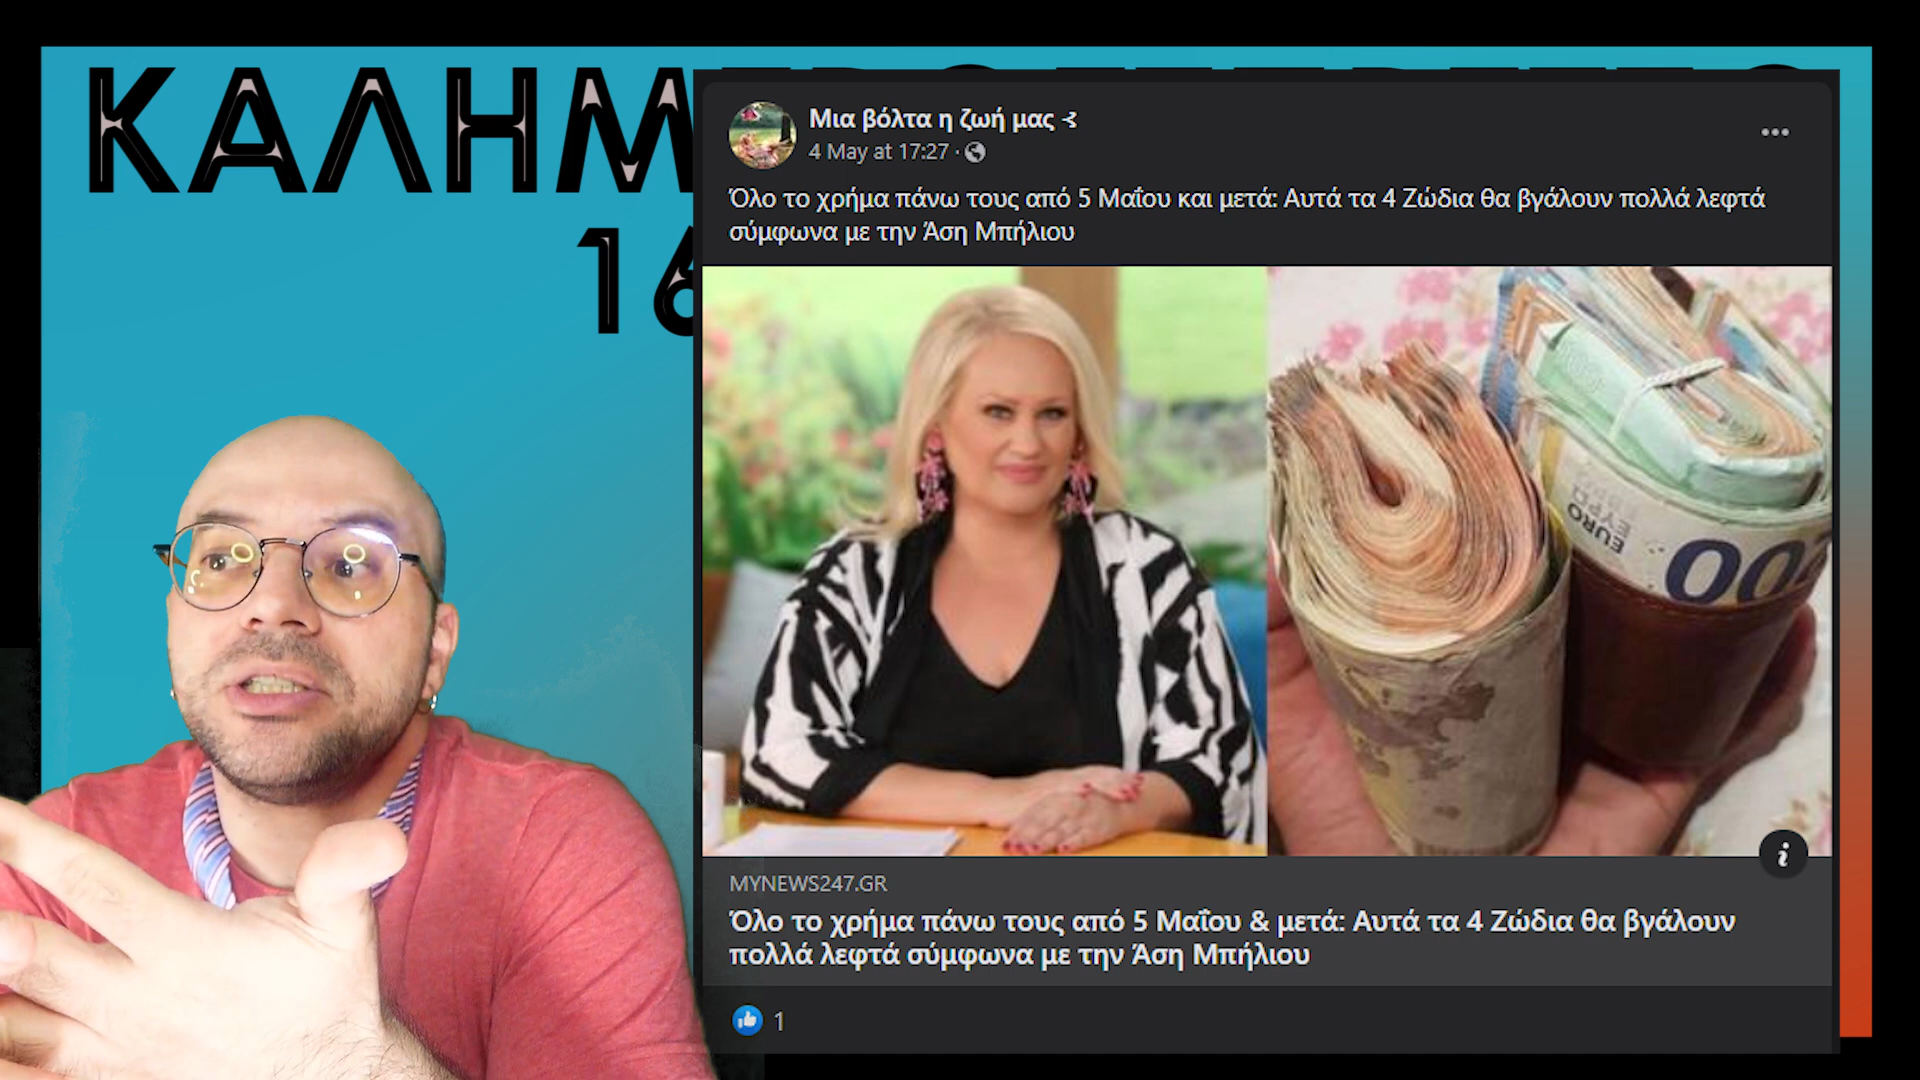 ΚΑΛΗΜ
16
Μια βόλτα η ζωή μας
4 May at 17:27 ·
Όλο το χρήμα πάνω τους από 5 Μαΐου και μετά: Αυτά τα 4 Ζώδια θα βγάλουν πολλά λεφτά
σύμφωνα με την Άση Μπήλιου
EURO
ΕΥΡΩ
200
MYNEWS247.GR
Όλο το χρήμα πάνω τους από 5 Μαΐου & μετά: Αυτά τα 4 Ζώδια θα βγάλουν
πολλά λεφτά σύμφωνα με την Άση Μπήλιου
1